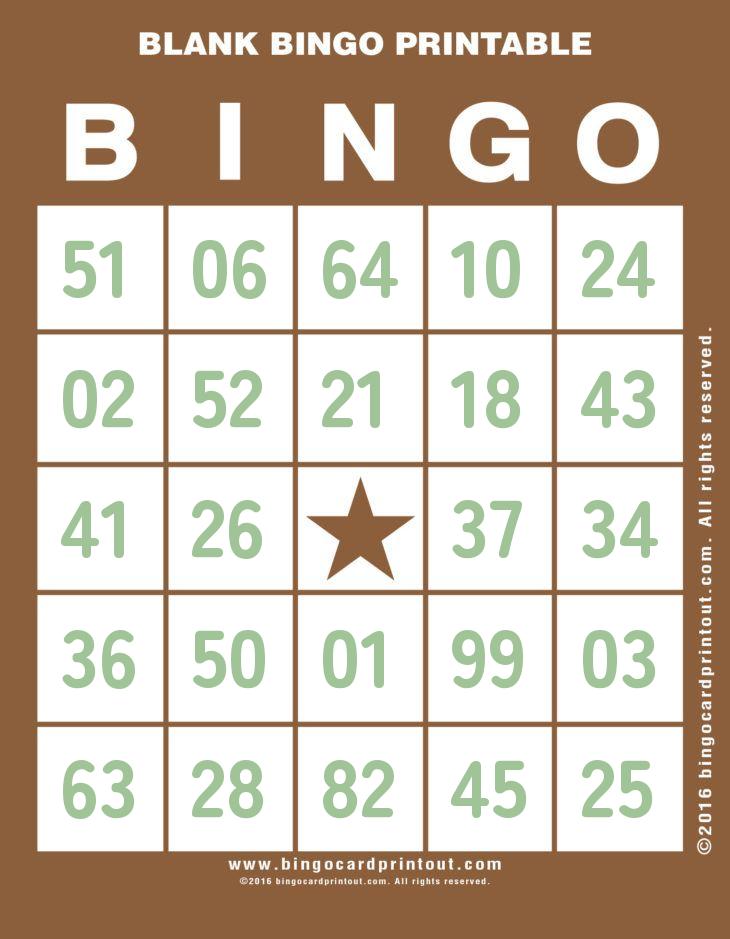 BLANK BINGO PRINTABLE
B I N G O
51 06 64 10 24
02 52 21 18 43
41 26 37 34
36 50 01 99 03
63 28 82 45 25
www.bingocardprintout.com
©2016 bingocardprintout.com. All rights reserved.
©2016 bingocardprintout.com. All rights reserved.